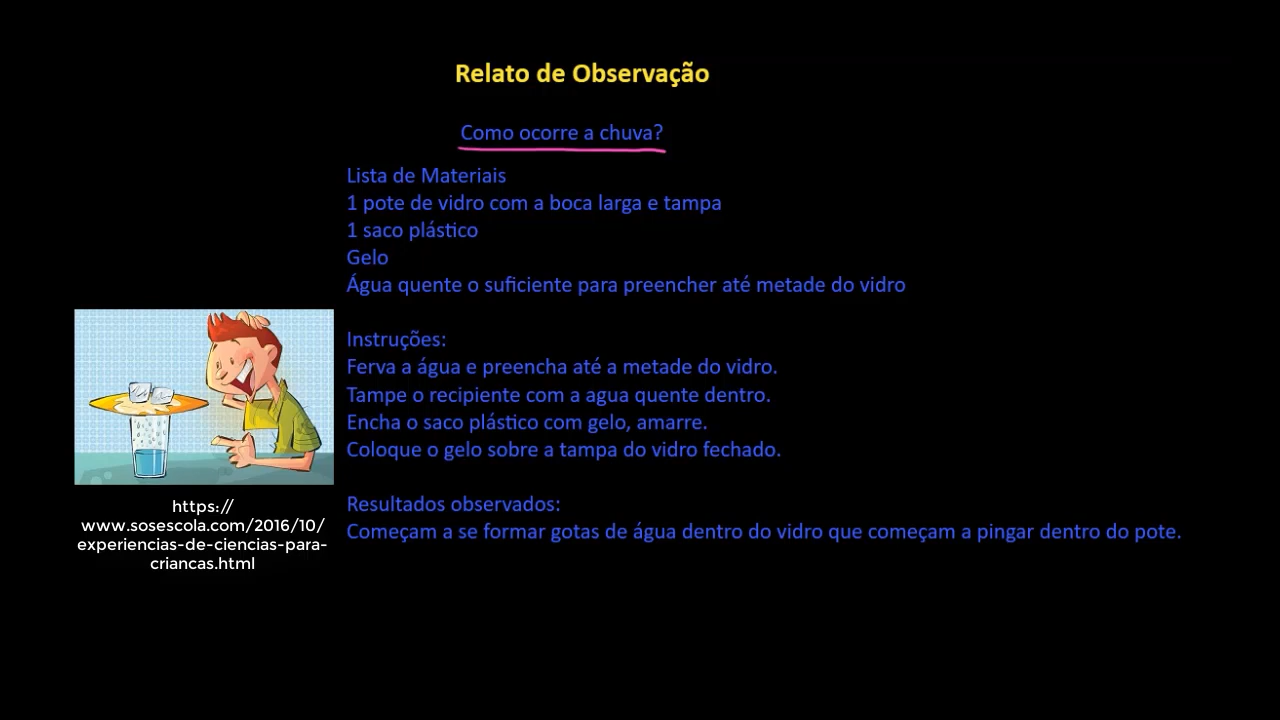 Relato de Observação
Como ocorre a chuva?
Lista de Materiais
1 pote de vidro com a boca larga e tampa
1 saco plástico
Gelo
Água quente o suficiente para preencher até metade do vidro
Instruções:
Ferva a água e preencha até a metade do vidro.
Tampe o recipiente com a agua quente dentro.
Encha o saco plástico com gelo, amarre.
Coloque o gelo sobre a tampa do vidro fechado.
Resultados observados:
Começam a se formar gotas de água dentro do vidro que começam a pingar dentro do pote.
https://
www.sosescola.com/2016/10/
experiencias-de-ciencias-para-
criancas.html